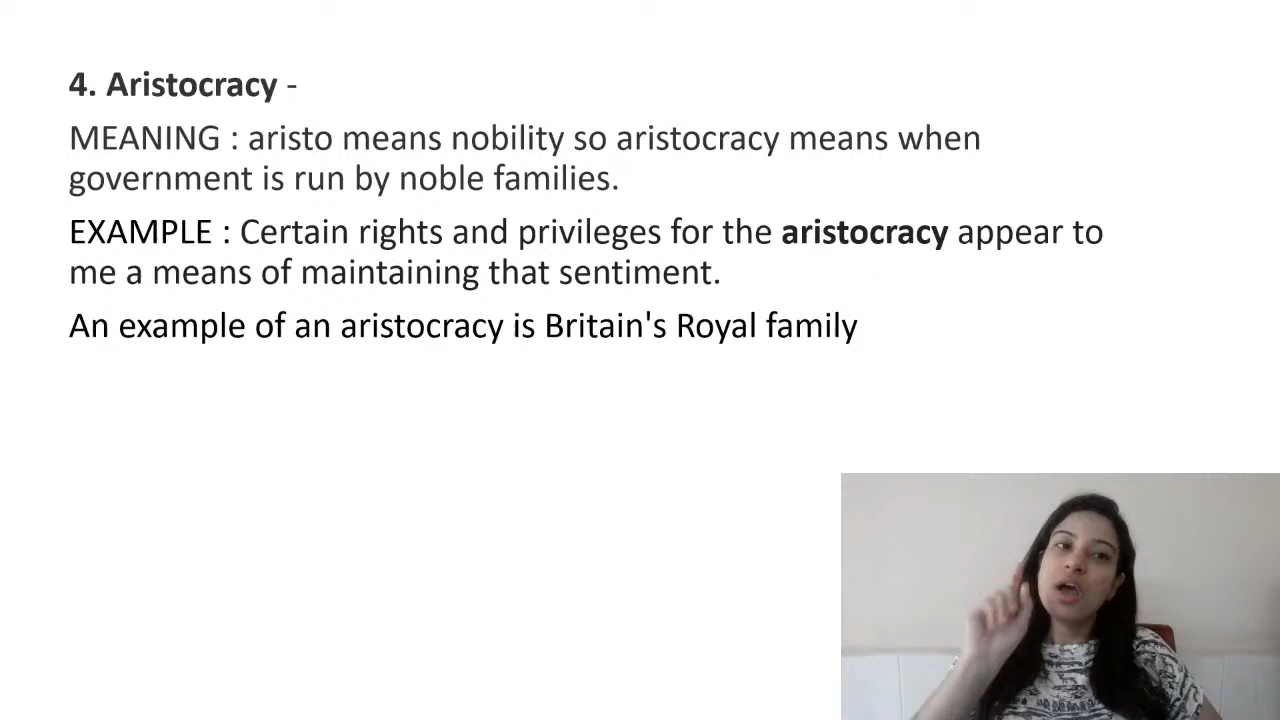 4. Aristocracy -
MEANING : aristo means nobility so aristocracy means when
government is run by noble families.
EXAMPLE : Certain rights and privileges for the aristocracy appear to
me a means of maintaining that sentiment.
An example of an aristocracy is Britain's Royal family